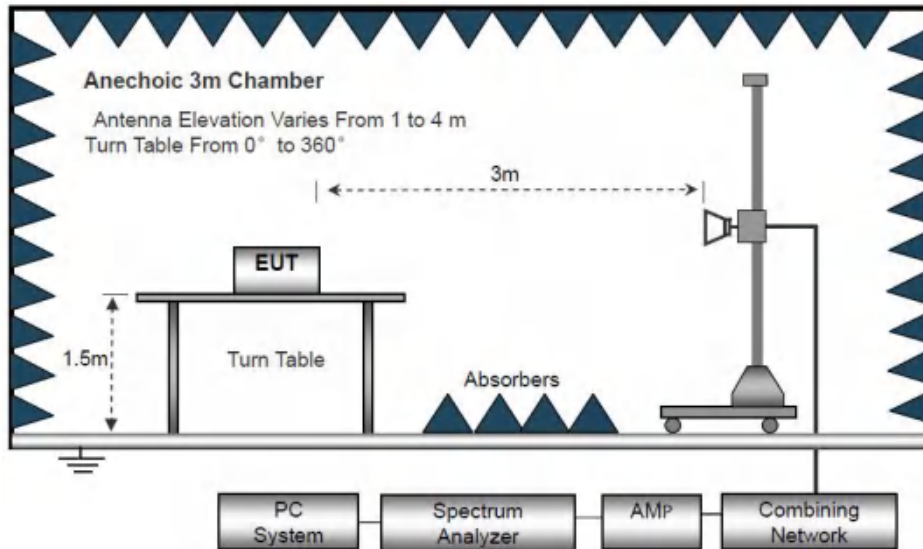 Anechoic 3m Chamber
Antenna Elevation Varies From 1 to 4 m
Turn Table From 0° to 360°
3m
EUT
1.5m
Turn Table
Absorbers
PC
System
Spectrum
Analyzer
AMP
Combining
Network